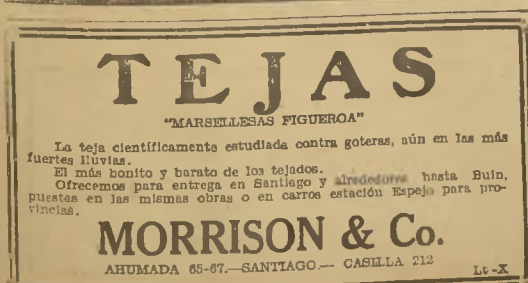 TEJAS
"MARSELLESAS FIGUEROA"
La teja cientificamente estudiada contra goteras, aún en las más
fuertes lluvias.
El más bonito y barato de los tejados.
Ofrecemos para entrega en Santiago y alrededores hasta Buin,
puestas en las mismas obras o en carros estación Espejo para pro-
vincias.
MORRISON & Co.
AHUMADA 65-67.—SANTIAGO.— CASILLA 212
Lt-X